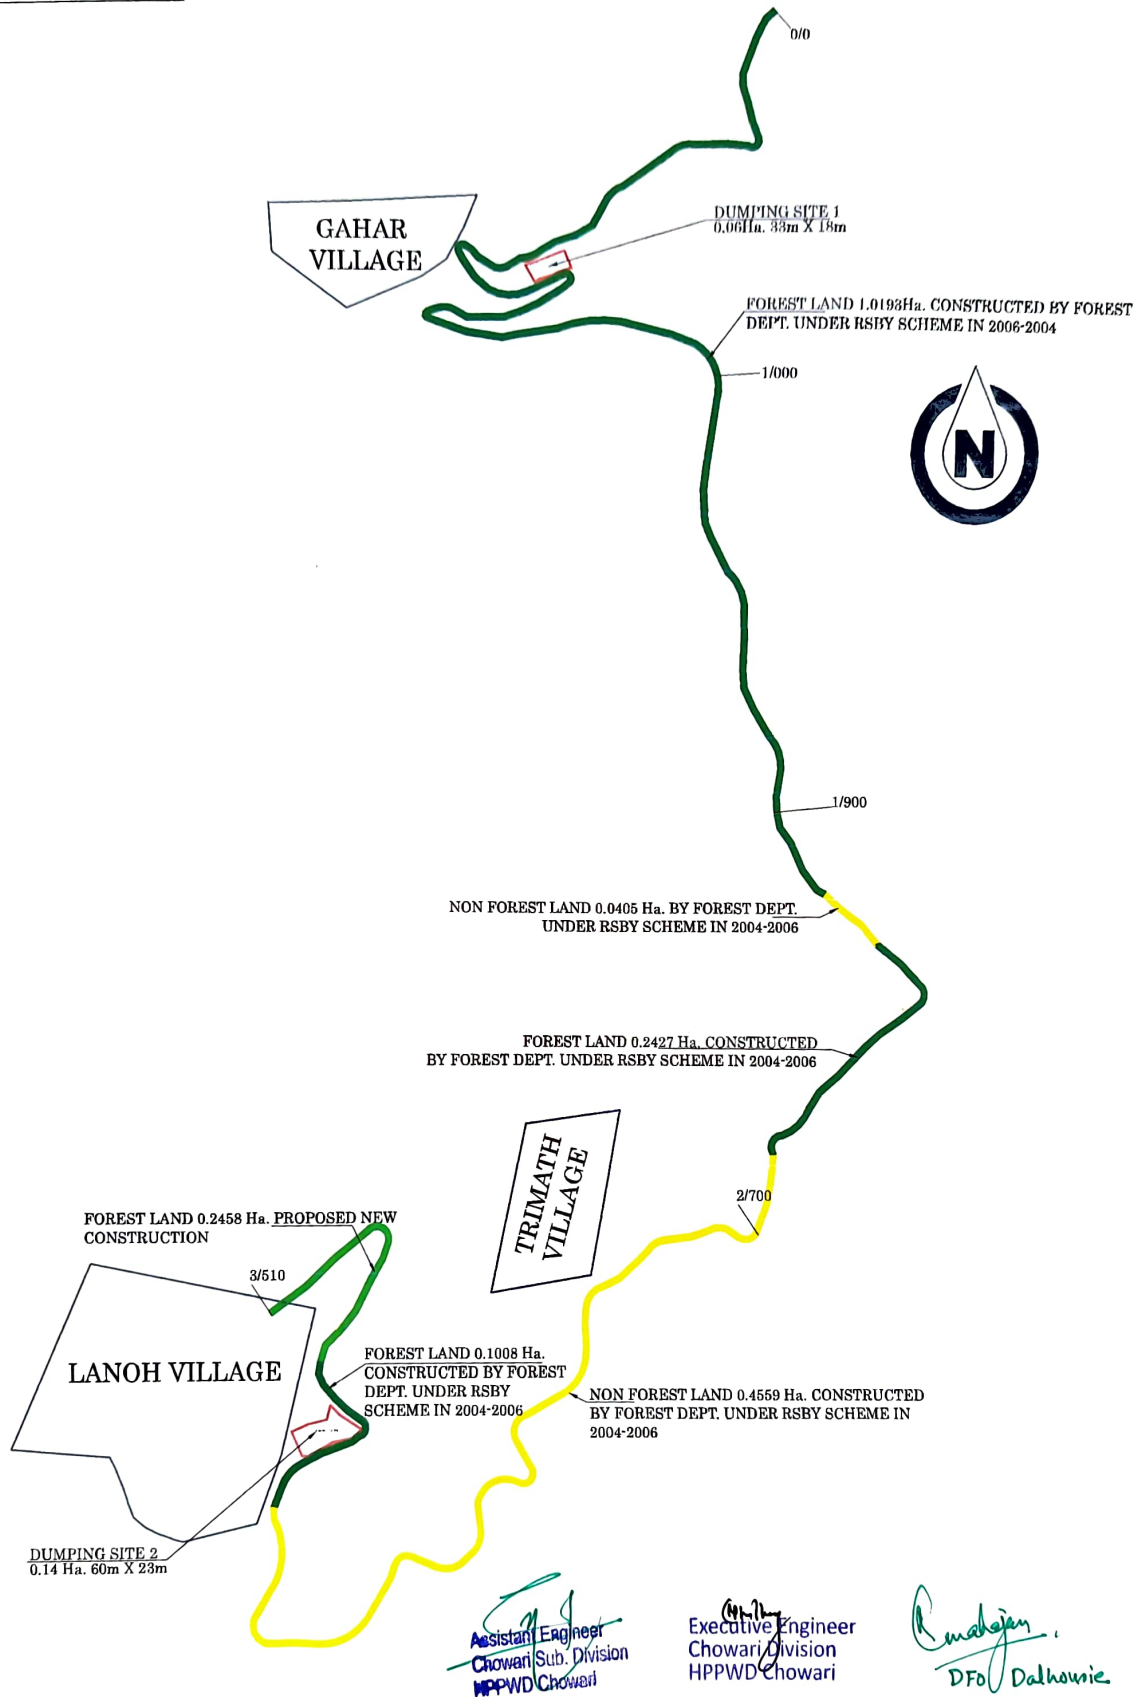 0/0
GAHAR
VILLAGE
DUMPING SITE 1
0.06Ha. 33m X 18m
FOREST LAND 1.0193Ha. CONSTRUCTED BY FOREST
DEPT. UNDER RSBY SCHEME IN 2006-2004
1/000
N
1/900
NON FOREST LAND 0.0405 Ha. BY FOREST DEPT.
UNDER RSBY SCHEME IN 2004-2006
FOREST LAND 0.2427 Ha. CONSTRUCTED
BY FOREST DEPT. UNDER RSBY SCHEME IN 2004-2006
TRIMATH
VILLAGE
2/700
FOREST LAND 0.2458 Ha. PROPOSED NEW
CONSTRUCTION
3/510
LANOH VILLAGE
FOREST LAND 0.1008 Ha.
CONSTRUCTED BY FOREST
DEPT. UNDER RSBY
SCHEME IN 2004-2006
NON FOREST LAND 0.4559 Ha. CONSTRUCTED
BY FOREST DEPT. UNDER RSBY SCHEME IN
2004-2006
DUMPING SITE 2
0.14 Ha. 60m X 23m
Assistant Engineer
Chowari Sub. Division
HPPWD Chowari
Executive Engineer
Chowari Division
HPPWD Chowari
DFO Dalhousie